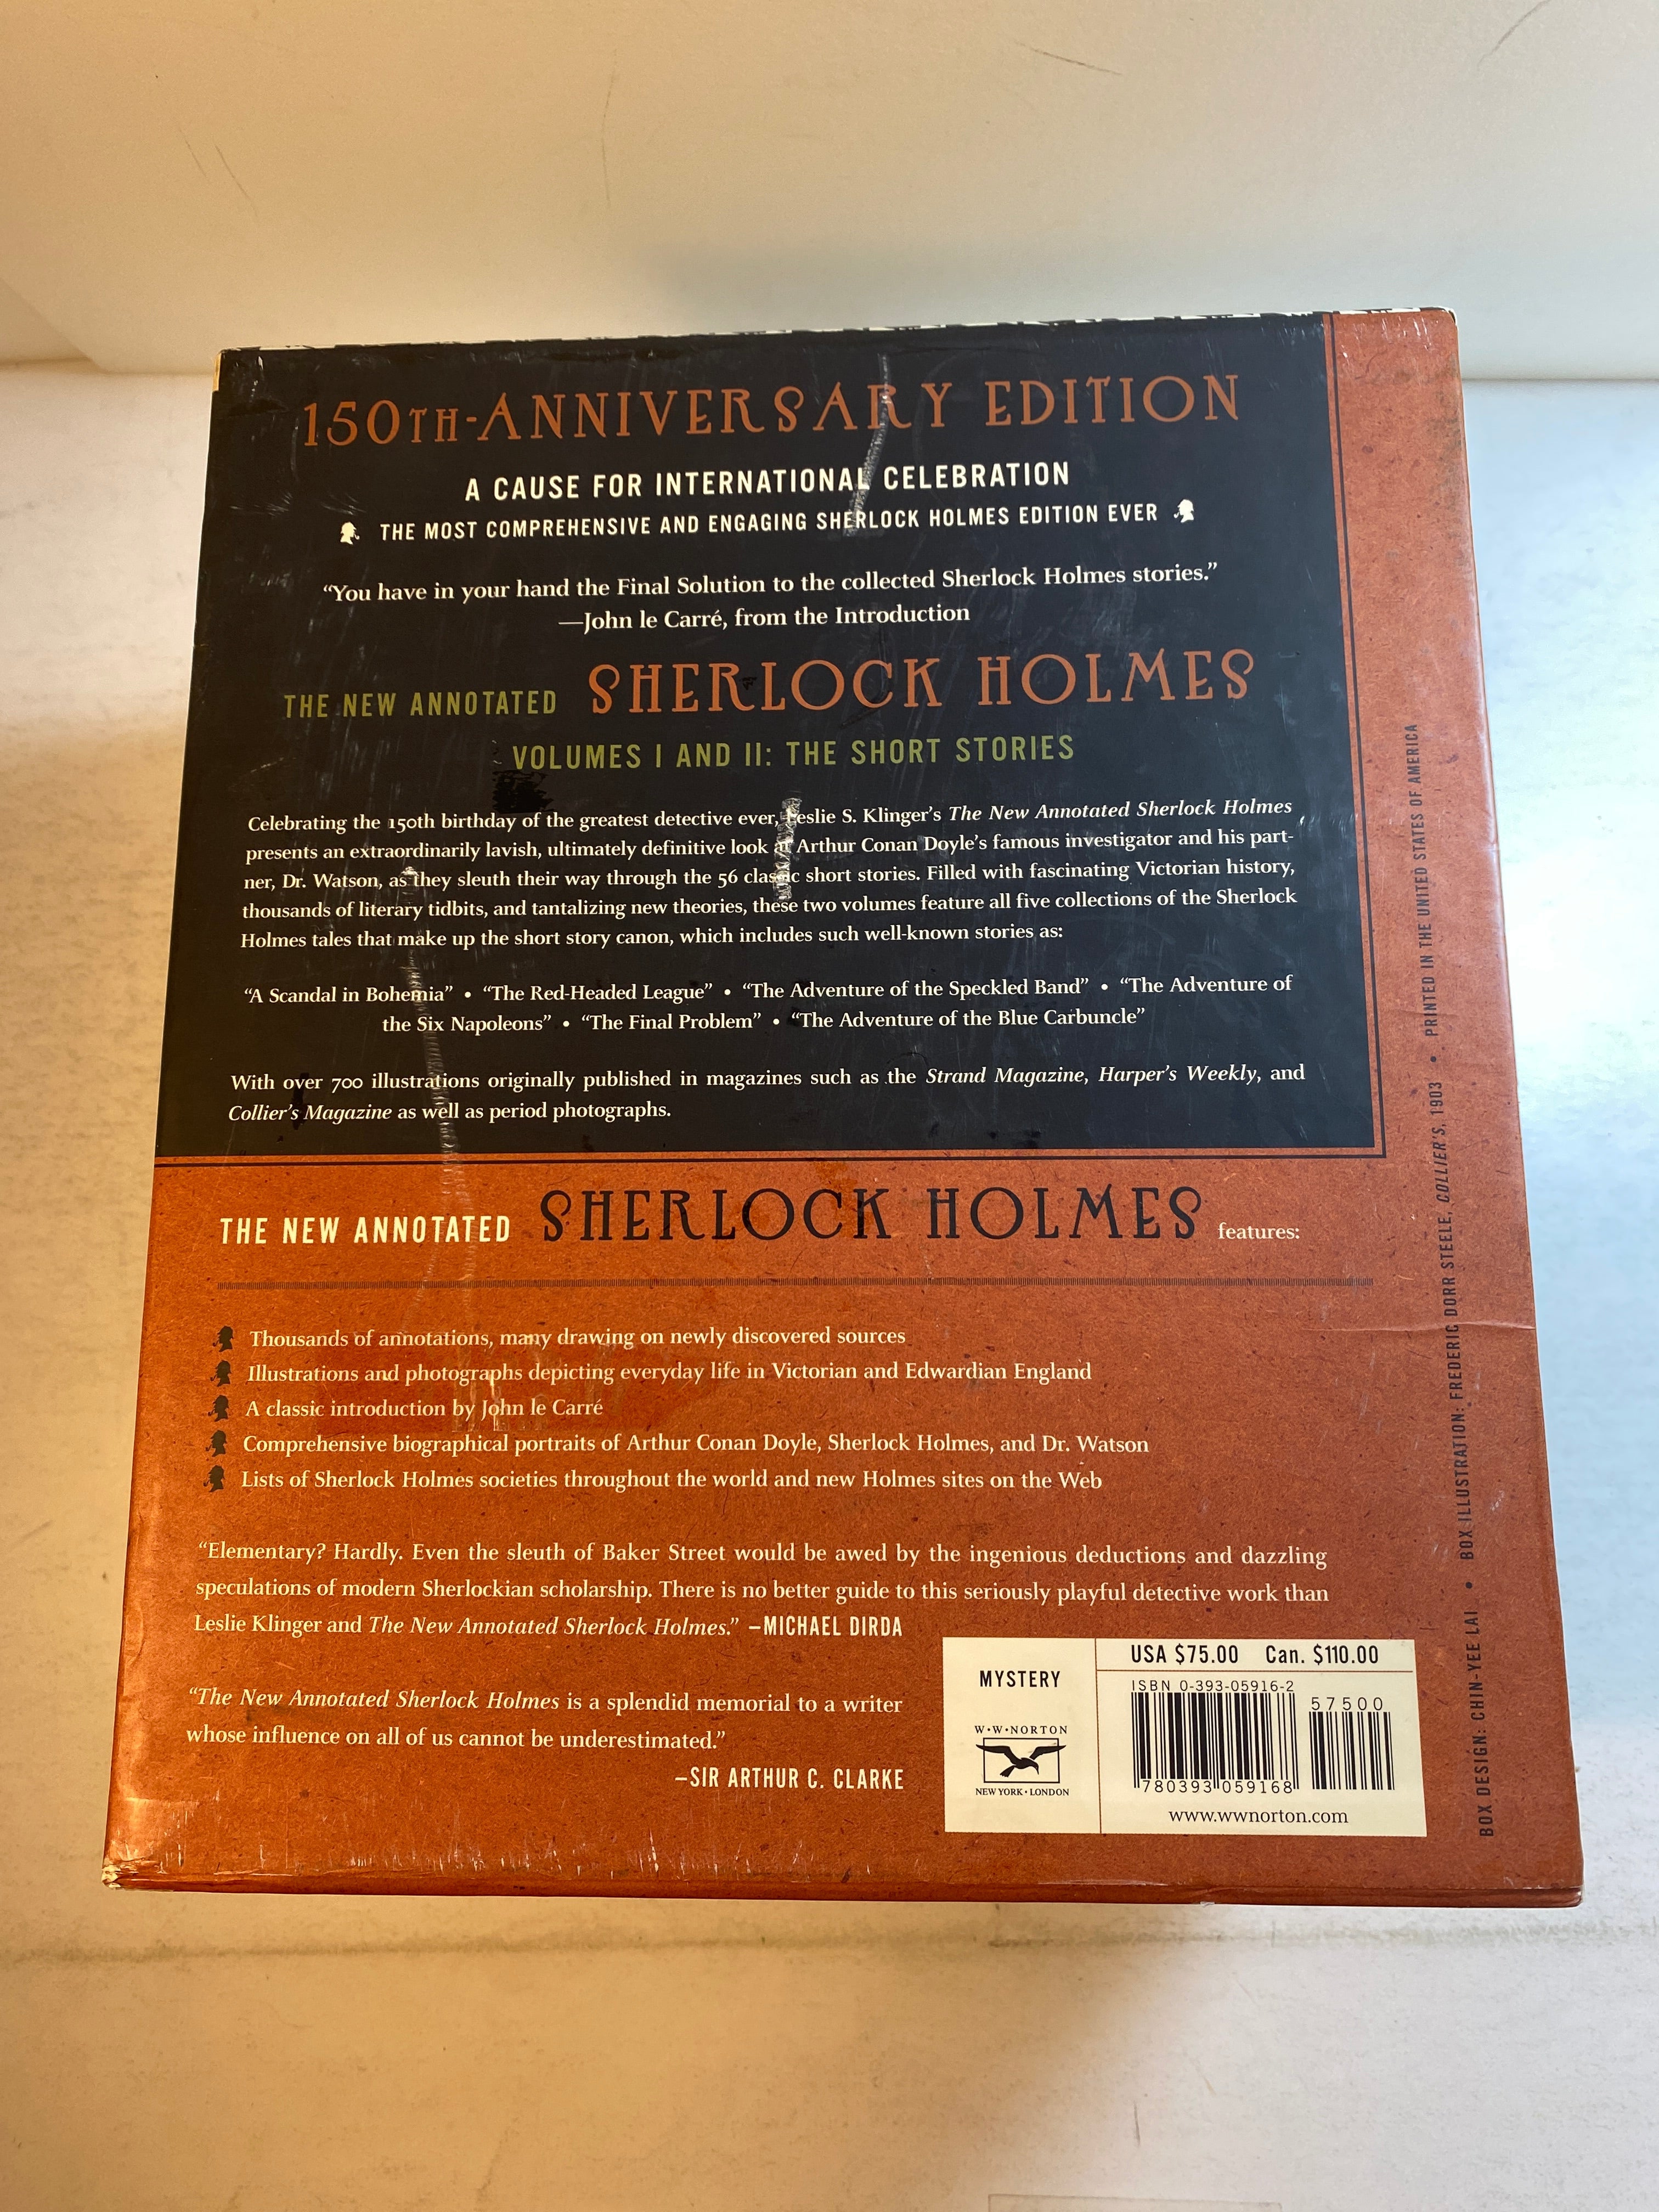 150TH-ANNIVERSARY EDITION
A CAUSE FOR INTERNATIONAL CELEBRATION
THE MOST COMPREHENSIVE AND ENGAGING SHERLOCK HOLMES EDITION EVER
“You have in your hand the Final Solution to the collected Sherlock Holmes stories.”
—John le Carré, from the Introduction
THE NEW ANNOTATED SHERLOCK HOLMES
VOLUMES I AND II: THE SHORT STORIES
Celebrating the 150th birthday of the greatest detective ever, Leslie S. Klinger’s The New Annotated Sherlock Holmes
presents an extraordinarily lavish, ultimately definitive look at Arthur Conan Doyle’s famous investigator and his part-
ner, Dr. Watson, as they sleuth their way through the 56 classic short stories. Filled with fascinating Victorian history,
thousands of literary tidbits, and tantalizing new theories, these two volumes feature all five collections of the Sherlock
Holmes tales that make up the short story canon, which includes such well-known stories as:
“A Scandal in Bohemia” • “The Red-Headed League” • “The Adventure of the Speckled Band” • “The Adventure of
the Six Napoleons” • “The Final Problem” • “The Adventure of the Blue Carbuncle”
With over 700 illustrations originally published in magazines such as the Strand Magazine, Harper’s Weekly, and
Collier’s Magazine as well as period photographs.
THE NEW ANNOTATED SHERLOCK HOLMES features:
Thousands of annotations, many drawing on newly discovered sources
Illustrations and photographs depicting everyday life in Victorian and Edwardian England
A classic introduction by John le Carré
Comprehensive biographical portraits of Arthur Conan Doyle, Sherlock Holmes, and Dr. Watson
Lists of Sherlock Holmes societies throughout the world and new Holmes sites on the Web
“Elementary? Hardly. Even the sleuth of Baker Street would be awed by the ingenious deductions and dazzling
speculations of modern Sherlockian scholarship. There is no better guide to this seriously playful detective work than
Leslie Klinger and The New Annotated Sherlock Holmes.” —MICHAEL DIRDA
“The New Annotated Sherlock Holmes is a splendid memorial to a writer
whose influence on all of us cannot be underestimated.”
—SIR ARTHUR C. CLARKE
MYSTERY
W•W•NORTON
NEW YORK • LONDON
USA $75.00 Can. $110.00
ISBN 0-393-05916-2
57500
780393 059168
www.wwnorton.com
BOX DESIGN: CHIN-YEE LAI • BOX ILLUSTRATION: FREDERIC DORR STEELE, COLLIER’S, 1903 • PRINTED IN THE UNITED STATES OF AMERICA